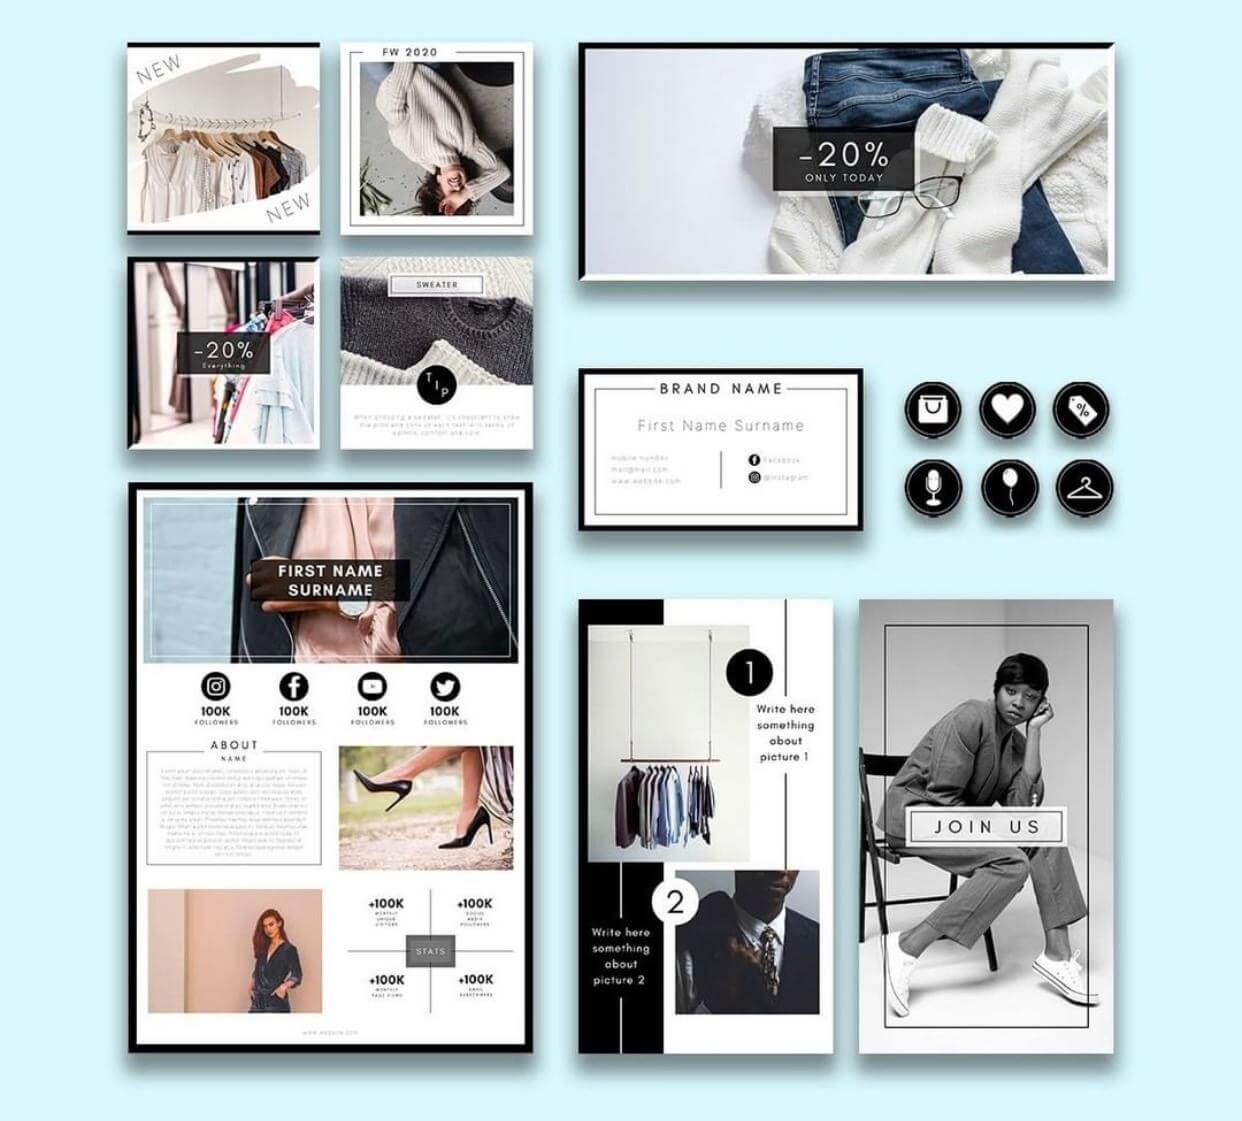 NEW
NEW
FW 2020
-20%
ONLY TODAY
-20%
Everything
SWEATER
TIP
When choosing a sweater, it's important to know
the pros and cons of each textile in terms of
warmth, comfort and care.
BRAND NAME
First Name Surname
mobile number
mail@mail.com
www.website.com
Facebook
@instagram
%
FIRST NAME
SURNAME
100K
FOLLOWERS
100K
FOLLOWERS
100K
FOLLOWERS
100K
FOLLOWERS
ABOUT
NAME
+100K
MONTHLY
UNIQUE
VISITORS
+100K
SOCIAL
MEDIA
FOLLOWERS
STATS
+100K
MONTHLY
PAGE VIEWS
+100K
EMAIL
SUBSCRIBERS
WWW.WEBSITE.COM
1
Write here
something
about
picture 1
2
Write here
something
about
picture 2
JOIN US